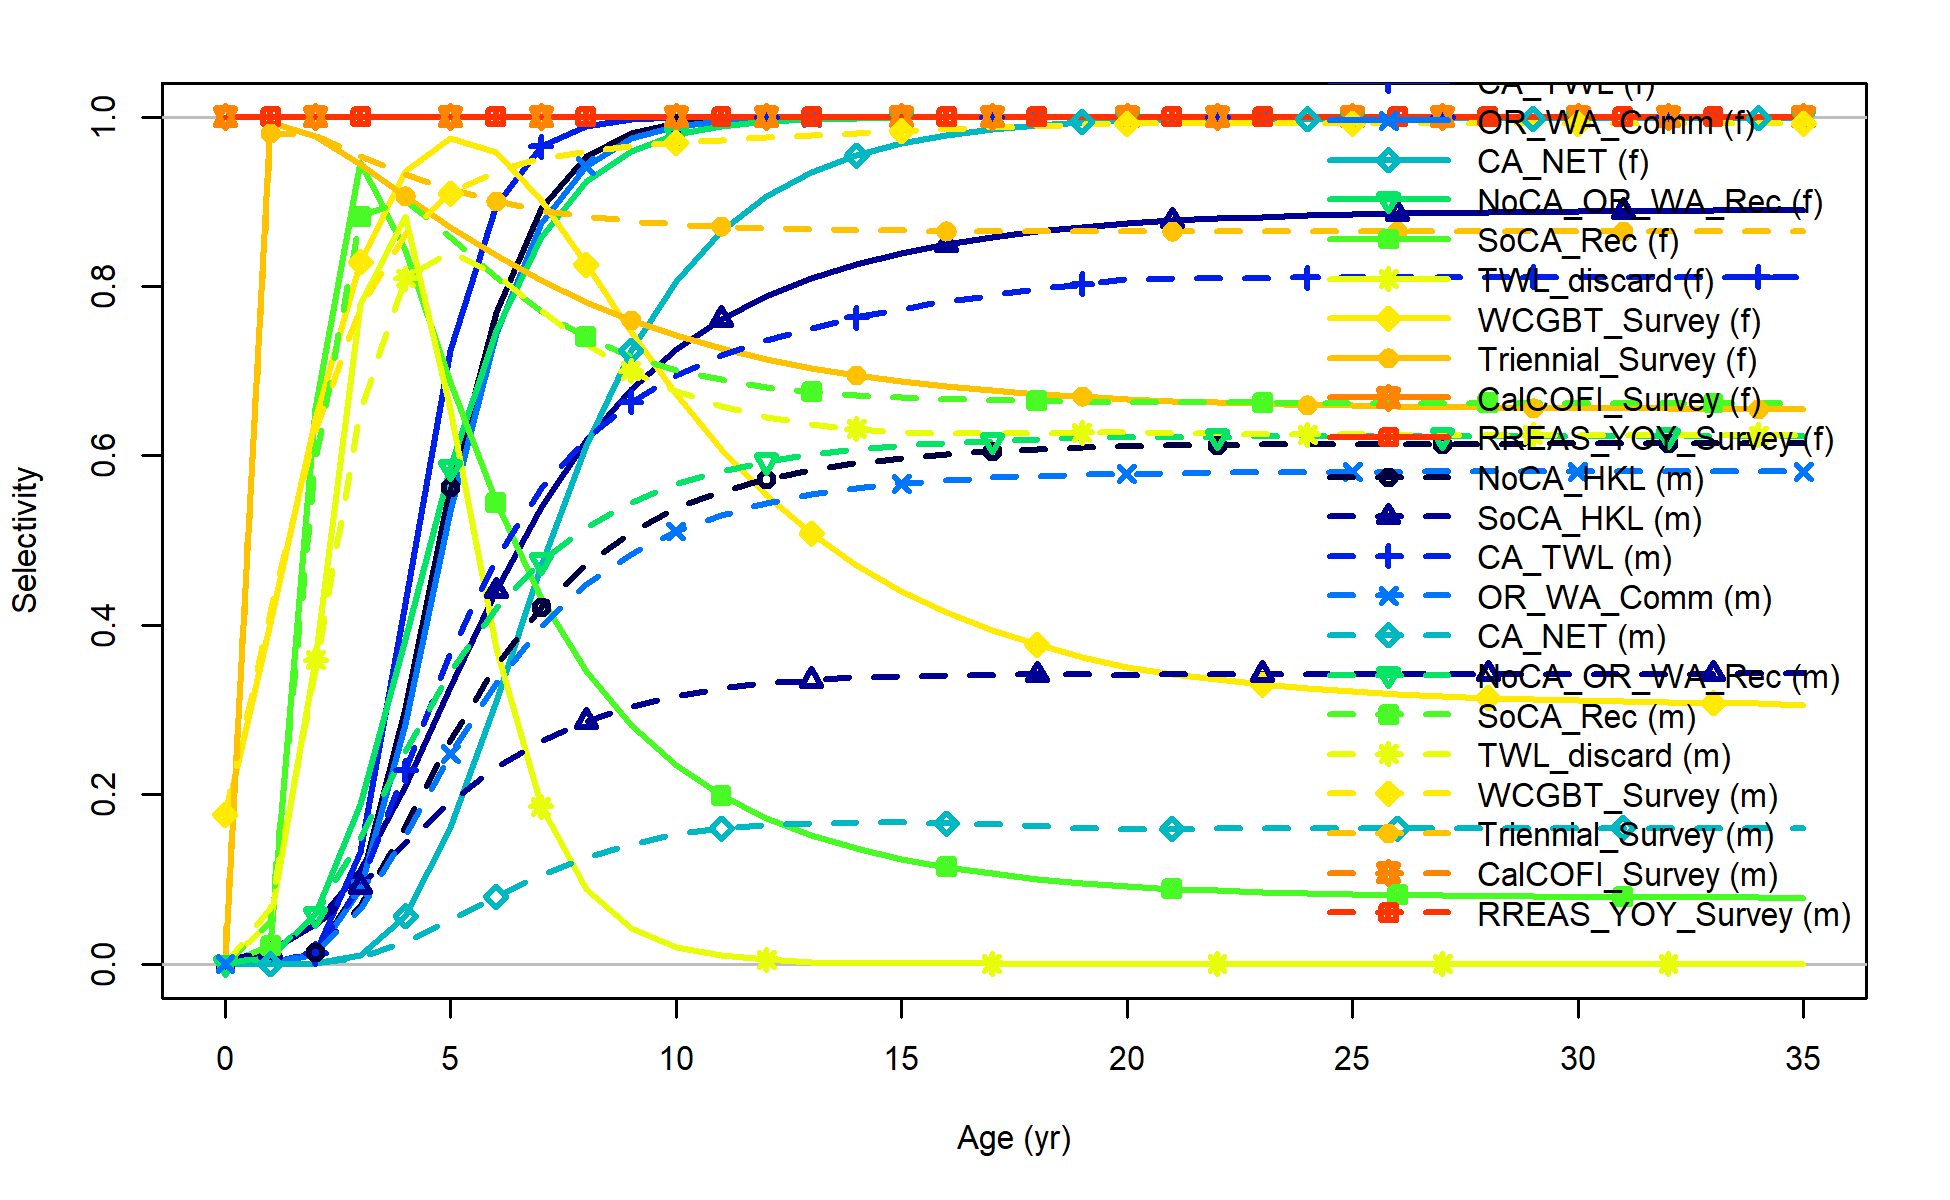 CA_TWL (f)
OR_WA_Comm (f)
CA_NET (f)
NoCA_OR_WA_Rec (f)
SoCA_Rec (f)
TWL_discard (f)
WCGBT_Survey (f)
Triennial_Survey (f)
CalCOFI_Survey (f)
RREAS_YOY_Survey (f)
NoCA_HKL (m)
SoCA_HKL (m)
CA_TWL (m)
OR_WA_Comm (m)
CA_NET (m)
NoCA_OR_WA_Rec (m)
SoCA_Rec (m)
TWL_discard (m)
WCGBT_Survey (m)
Triennial_Survey (m)
CalCOFI_Survey (m)
RREAS_YOY_Survey (m)
1.0
0.8
0.6
0.4
0.2
0.0
Selectivity
0 5 10 15 20 25 30 35
Age (yr)